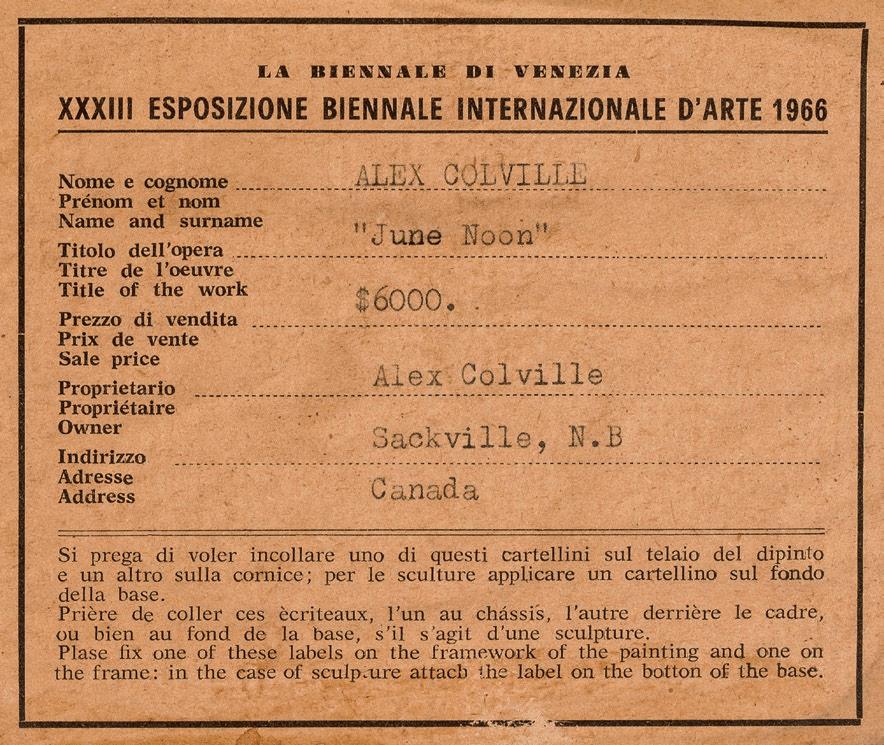 LA BIENNALE DI VENEZIA
XXXIII ESPOSIZIONE BIENNALE INTERNAZIONALE D'ARTE 1966
Nome e cognome ALEX COLVILLE
Prénom et nom
Name and surname
Titolo dell'opera "June Noon"
Titre de l'oeuvre
Title of the work
Prezzo di vendita $6000.
Prix de vente
Sale price
Proprietario Alex Colville
Propriétaire
Owner
Indirizzo Sackville, N.B
Adresse
Address Canada
Si prega di voler incollare uno di questi cartellini sul telaio del dipinto
e un altro sulla cornice; per le sculture applicare un cartellino sul fondo
della base.
Prière de coller ces ècriteaux, l'un au chássis, l'autre derrière le cadre,
ou bien au fond de la base, s'il s'agit d'une sculpture.
Plase fix one of these labels on the framework of the painting and one on
the frame: in the case of sculpture attach the label on the botton of the base.